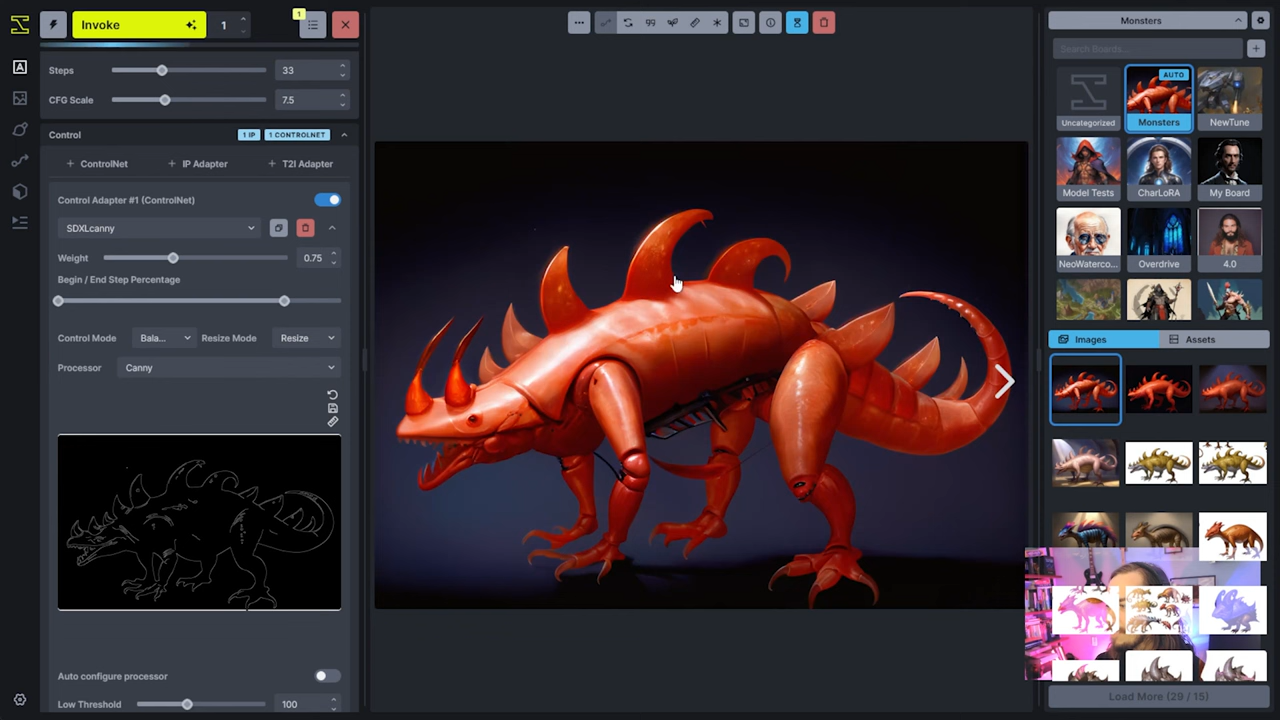 Invoke
1
1
Steps
33
CFG Scale
7.5
Control
1 IP
1 CONTROLNET
+ ControlNet
+ IP Adapter
+ T2I Adapter
Control Adapter #1 (ControlNet)
SDXLcanny
Weight
0.75
Begin / End Step Percentage
Control Mode
Bala...
Resize Mode
Resize
Processor
Canny
Auto configure processor
Low Threshold
100
Monsters
Search Boards...
AUTO
Uncategorized
Monsters
NewTune
Model Tests
CharLoRA
My Board
NeoWaterco...
Overdrive
4.0
Images
Assets
Load More (29 / 15)